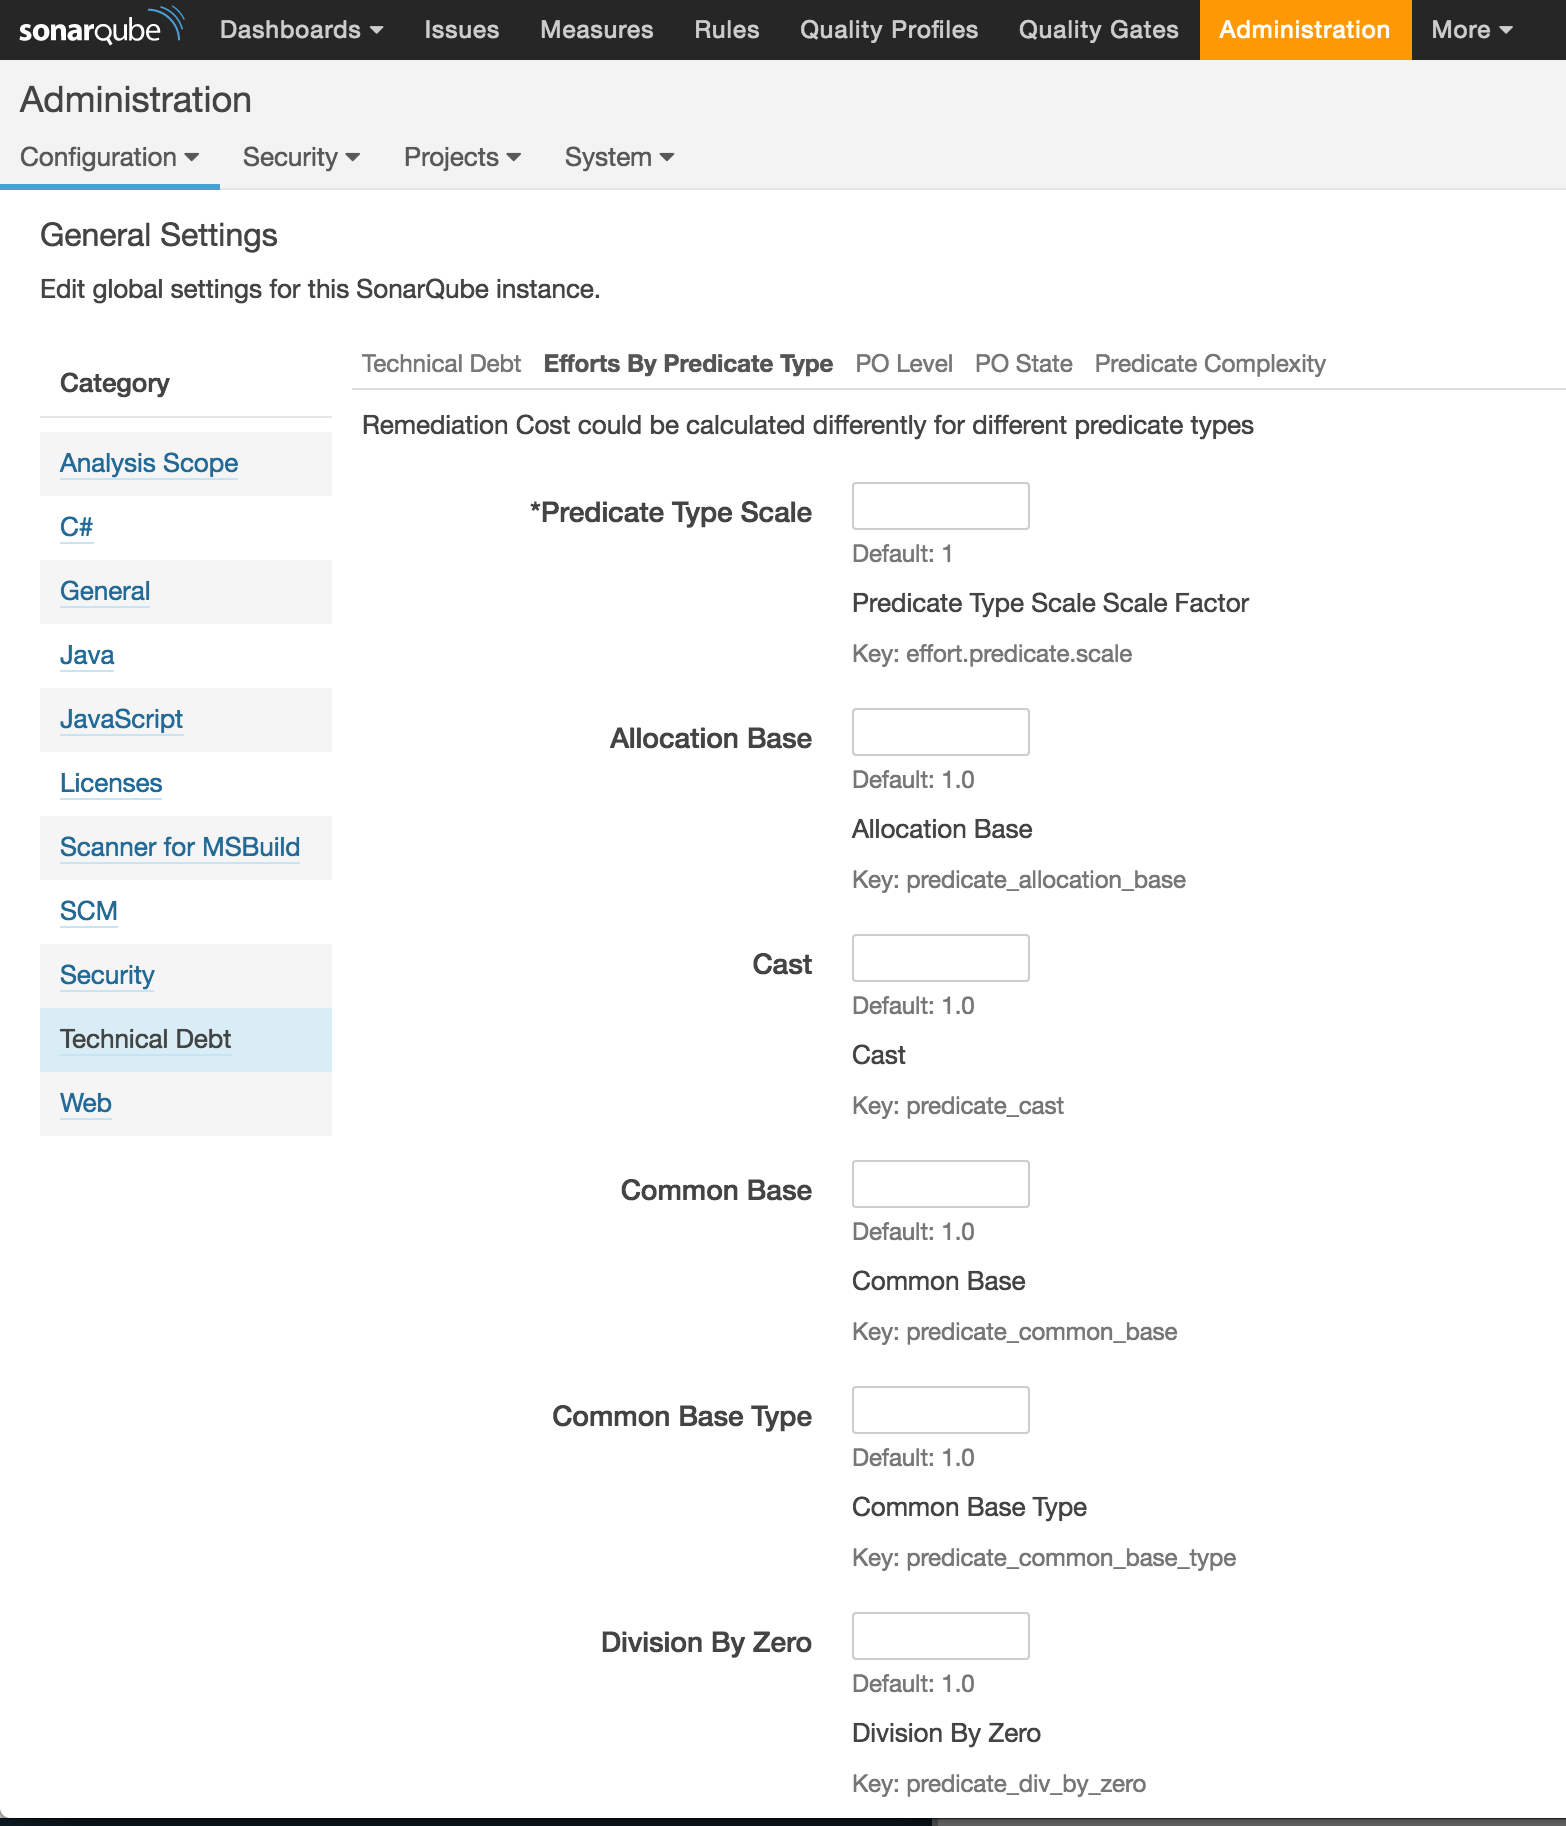 sonarqube Dashboards Issues Measures Rules Quality Profiles Quality Gates Administration More
Administration
Configuration Security Projects System
General Settings
Edit global settings for this SonarQube instance.
Category
Analysis Scope
C#
General
Java
JavaScript
Licenses
Scanner for MSBuild
SCM
Security
Technical Debt
Web
Technical Debt Efforts By Predicate Type PO Level PO State Predicate Complexity
Remediation Cost could be calculated differently for different predicate types
*Predicate Type Scale
Default: 1
Predicate Type Scale Scale Factor
Key: effort.predicate.scale
Allocation Base
Default: 1.0
Allocation Base
Key: predicate_allocation_base
Cast
Default: 1.0
Cast
Key: predicate_cast
Common Base
Default: 1.0
Common Base
Key: predicate_common_base
Common Base Type
Default: 1.0
Common Base Type
Key: predicate_common_base_type
Division By Zero
Default: 1.0
Division By Zero
Key: predicate_div_by_zero